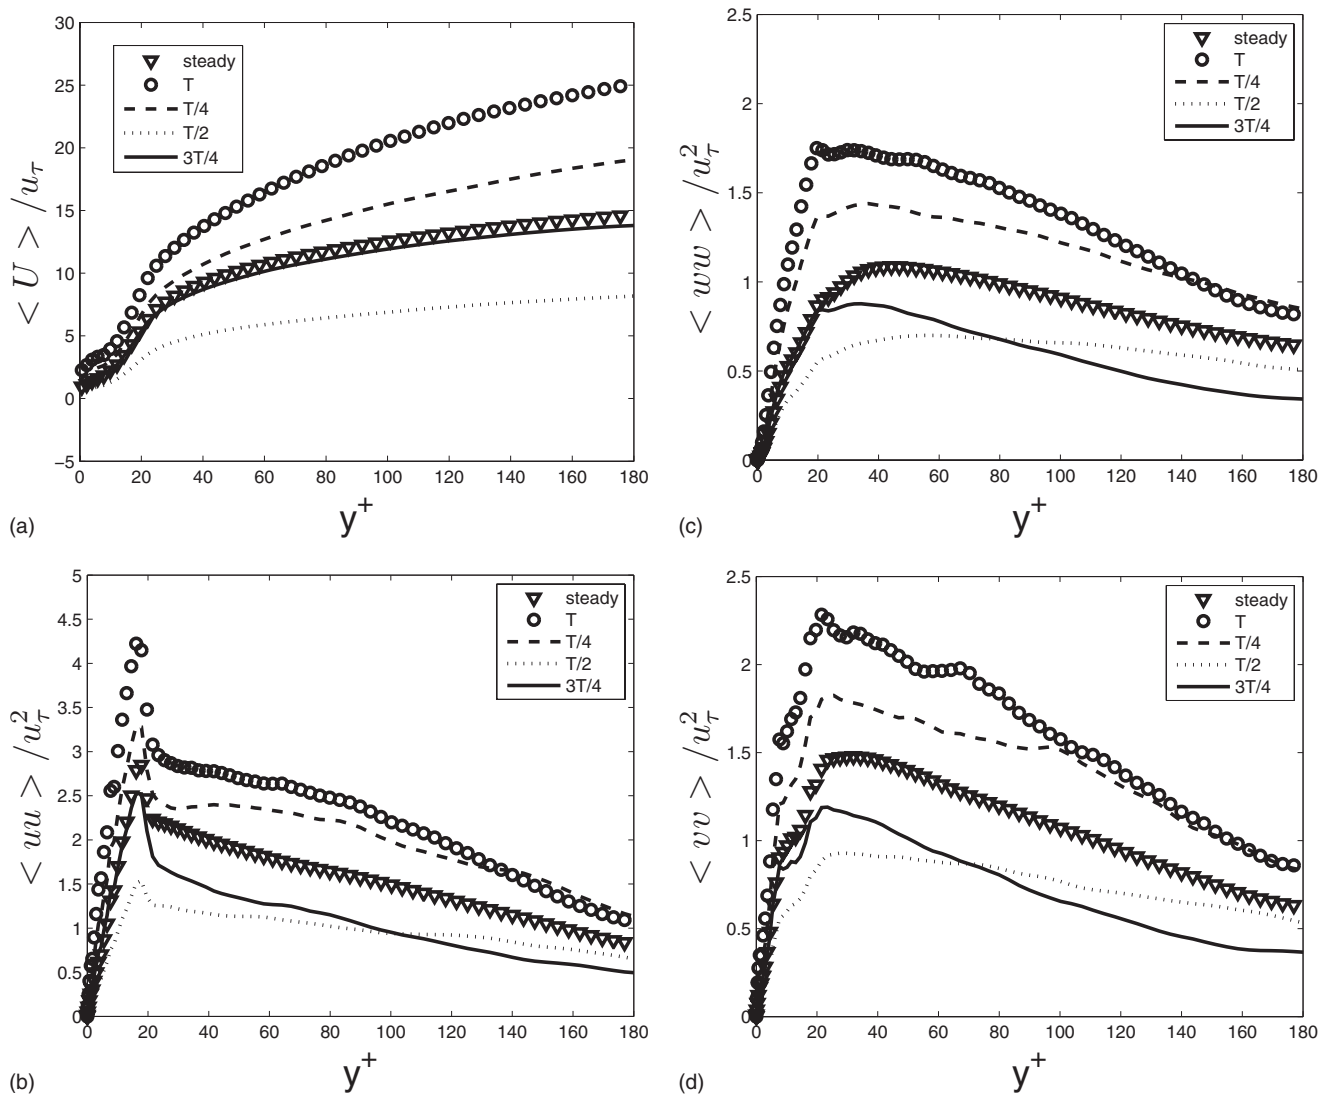 30
25
20
15
10
5
0
−5
steady
T
T/4
T/2
3T/4
< U > /u_τ
0 20 40 60 80 100 120 140 160 180
y+
(a)
2.5
2
1.5
1
0.5
0
steady
T
T/4
T/2
3T/4
< ww > /u_τ^2
0 20 40 60 80 100 120 140 160 180
y+
(c)
5
4.5
4
3.5
3
2.5
2
1.5
1
0.5
0
steady
T
T/4
T/2
3T/4
< uu > /u_τ^2
0 20 40 60 80 100 120 140 160 180
y+
(b)
2.5
2
1.5
1
0.5
0
steady
T
T/4
T/2
3T/4
< vv > /u_τ^2
0 20 40 60 80 100 120 140 160 180
y+
(d)